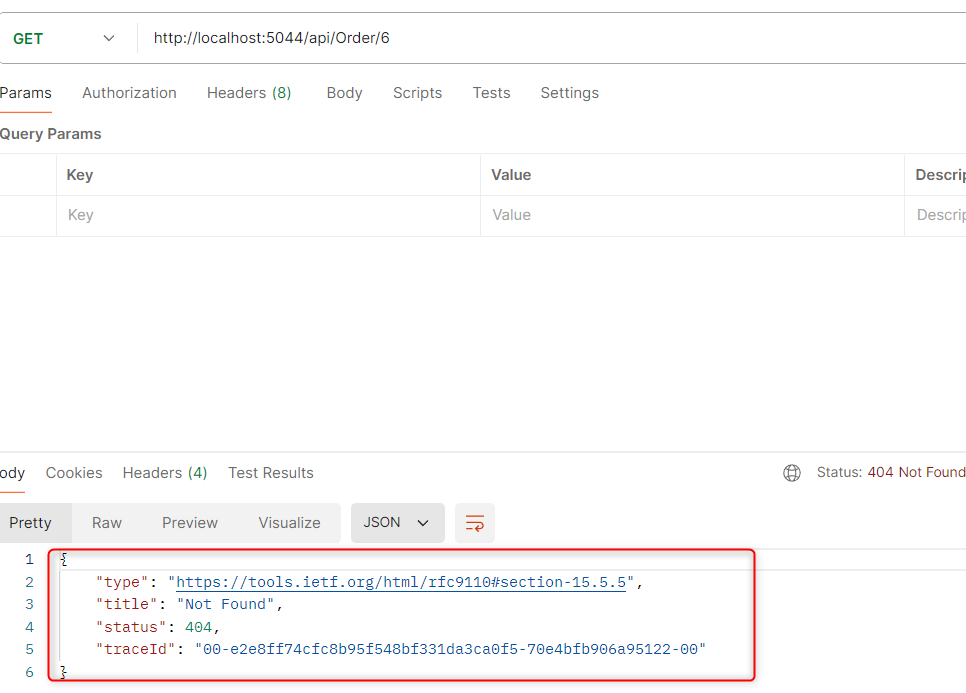 GET http://localhost:5044/api/Order/6
Params Authorization Headers (8) Body Scripts Tests Settings
Query Params
Key Value Descrip
Key Value Descrip
ody Cookies Headers (4) Test Results Status: 404 Not Found
Pretty Raw Preview Visualize JSON
1 {
2 "type": "https://tools.ietf.org/html/rfc9110#section-15.5.5",
3 "title": "Not Found",
4 "status": 404,
5 "traceId": "00-e2e8ff74cfc8b95f548bf331da3ca0f5-70e4bfb906a95122-00"
6 }